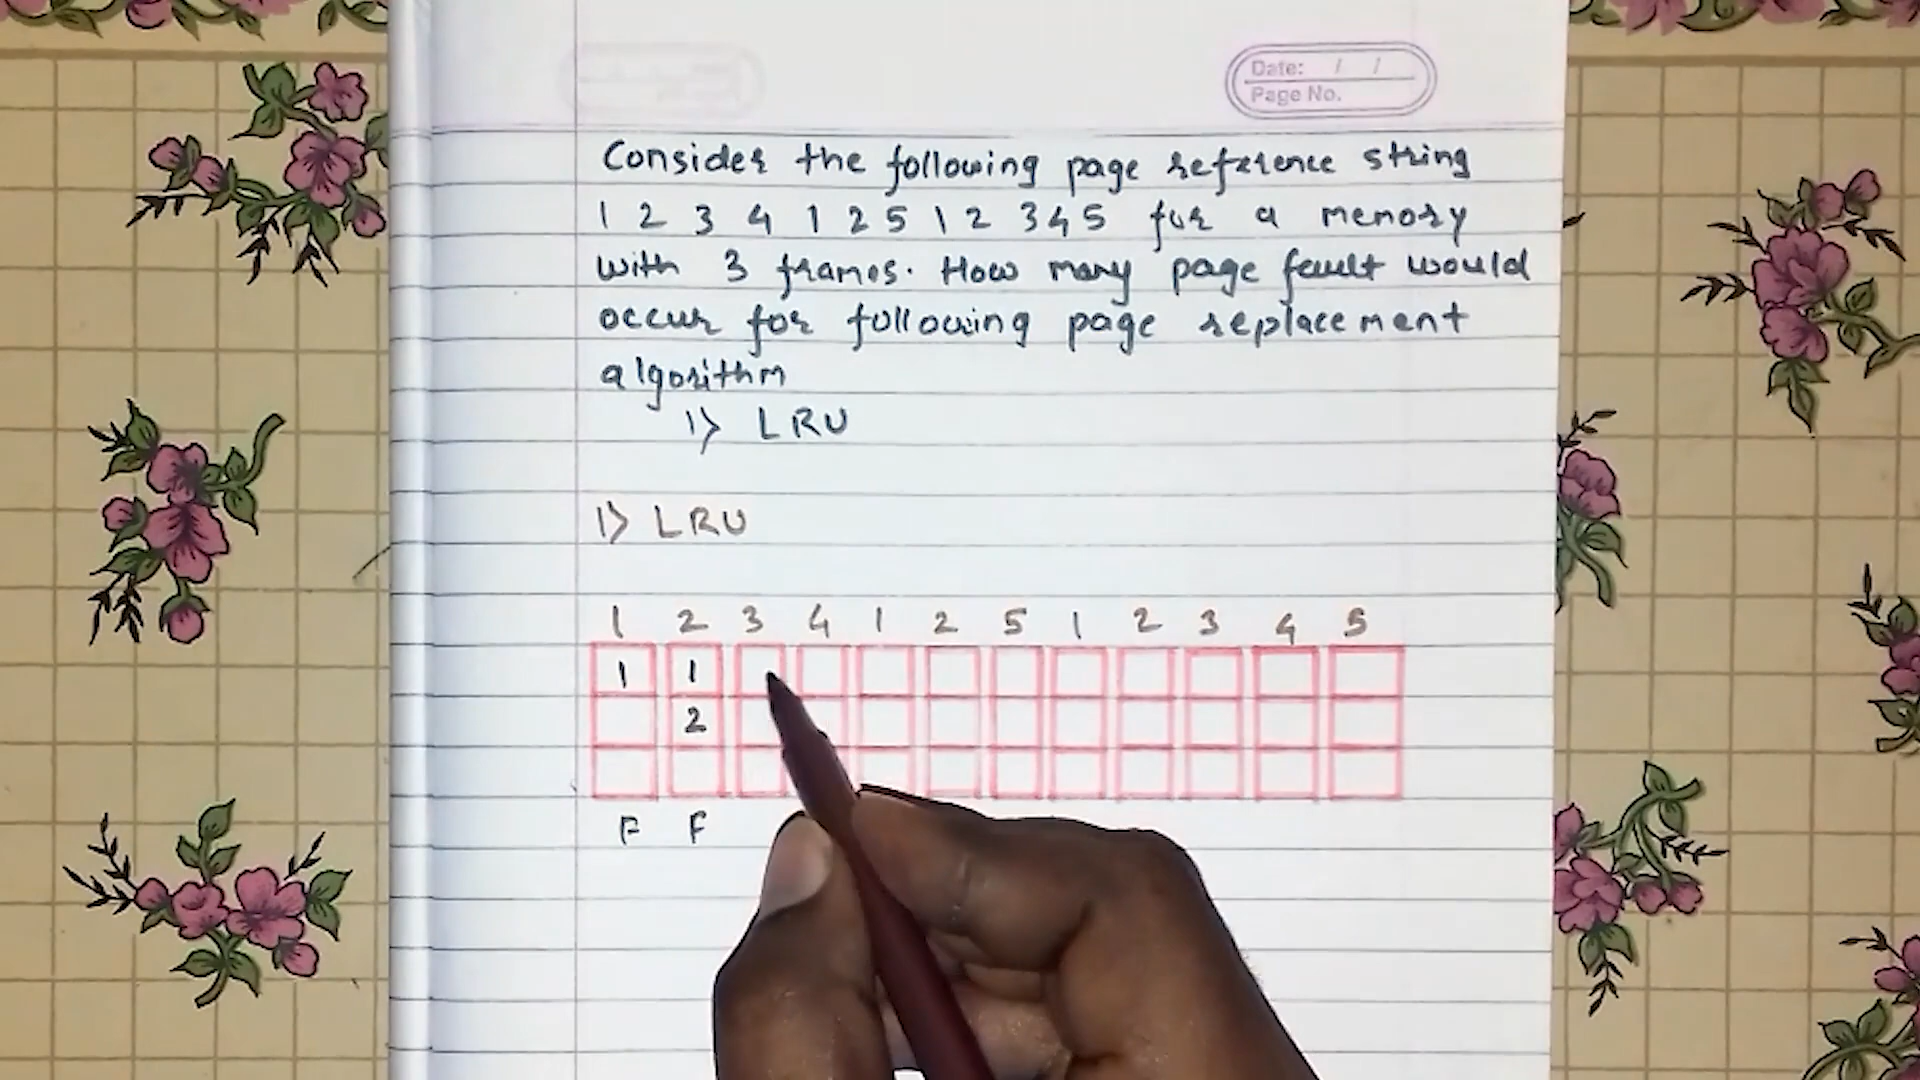 Date: / /
Page No.
Consider the following page reference string
1 2 3 4 1 2 5 1 2 3 4 5 for a memory
with 3 frames. How many page fault would
occur for following page replacement
algorithm
1) LRU
1) LRU
1 2 3 4 1 2 5 1 2 3 4 5
1 1
2
F F